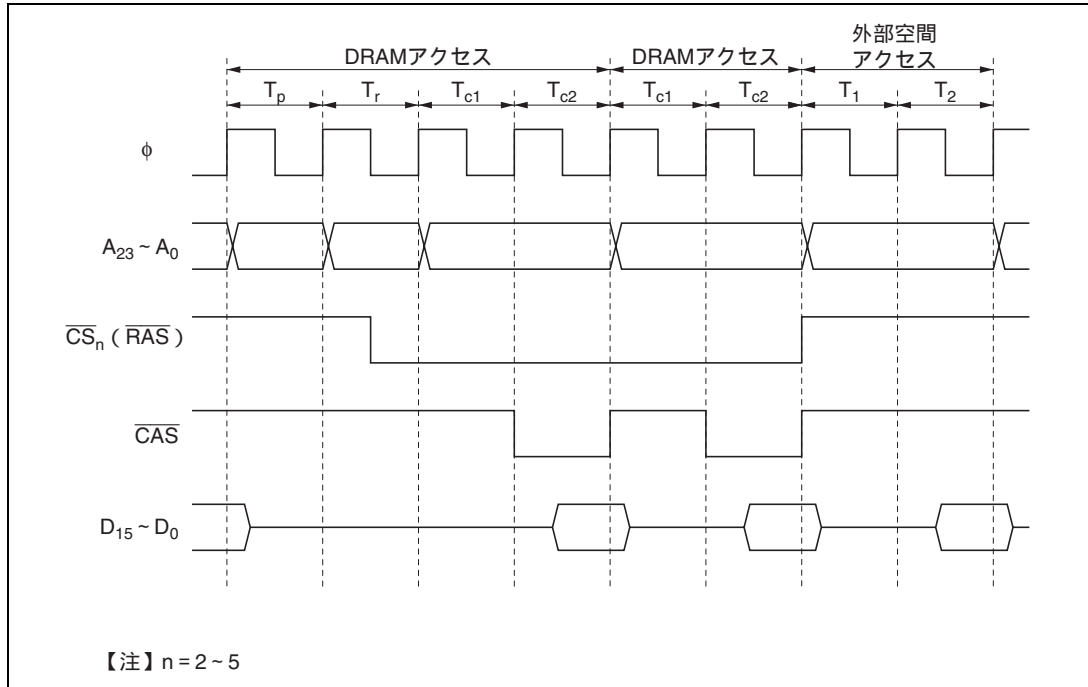 DRAMアクセス DRAMアクセス 外部空間
アクセス
Tp Tr Tc1 Tc2 Tc1 Tc2 T1 T2
φ
A23 ~ A0
CSn ( RAS )
CAS
D15 ~ D0
【注】 n = 2 ~ 5